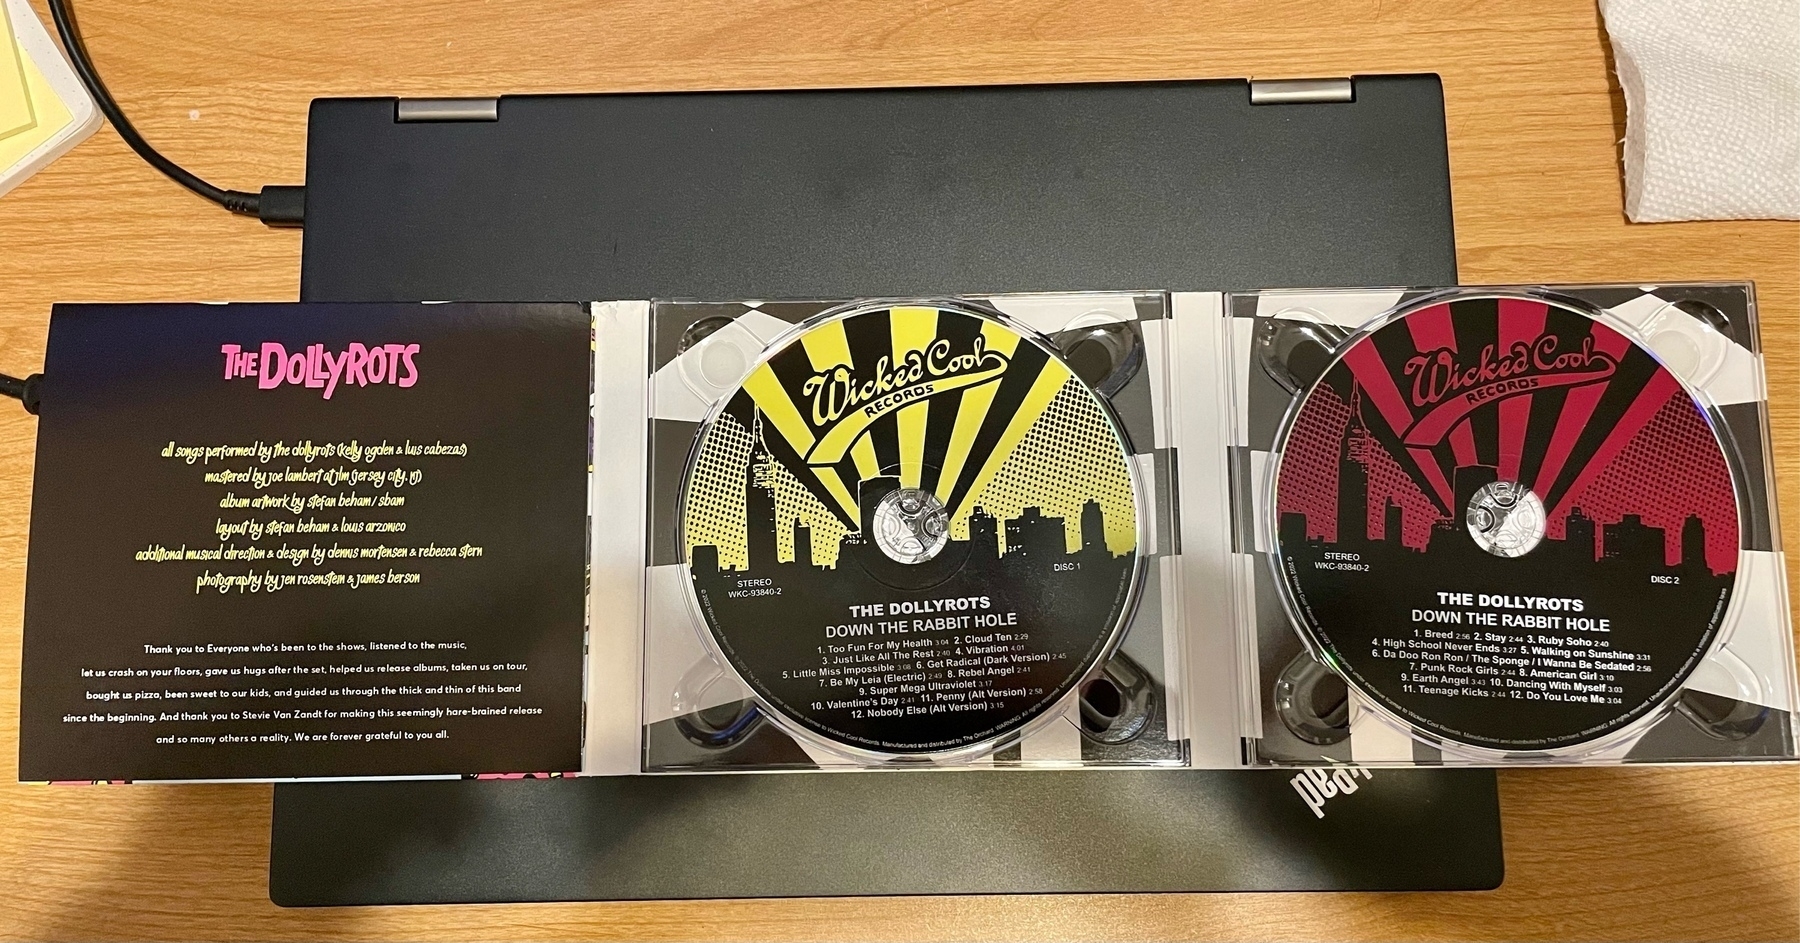 THE DOLLYROTS
all songs performed by the dollyrots (kelly ogden & luis cabezas)
mastered by joe lambert at jlm (jersey city, nj)
album artwork by stefan beham / sbam
layout by stefan beham & louis arzonico
additional musical direction & design by dennis mortensen & rebecca stern
photography by jen rosenstein & james berson
Thank you to Everyone who's been to the shows, listened to the music,
let us crash on your floors, gave us hugs after the set, helped us release albums, taken us on tour,
bought us pizza, been sweet to our kids, and guided us through the thick and thin of this band
since the beginning. And thank you to Stevie Van Zandt for making this seemingly hare-brained release
and so many others a reality. We are forever grateful to you all.
Wicked Cool
RECORDS
STEREO
WKC-93840-2
DISC 1
THE DOLLYROTS
DOWN THE RABBIT HOLE
1. Too Fun For My Health 3:04 2. Cloud Ten 2:29
3. Just Like All The Rest 2:40 4. Vibration 4:01
5. Little Miss Impossible 3:08 6. Get Radical (Dark Version) 2:45
7. Be My Leia (Electric) 2:49 8. Rebel Angel 2:41
9. Super Mega Ultraviolet 3:17
10. Valentine's Day 2:41 11. Penny (Alt Version) 2:58
12. Nobody Else (Alt Version) 3:15
Wicked Cool
RECORDS
STEREO
WKC-93840-2
DISC 2
THE DOLLYROTS
DOWN THE RABBIT HOLE
1. Breed 2:56 2. Stay 2:44 3. Ruby Soho 2:40
4. High School Never Ends 3:27 5. Walking on Sunshine 3:31
6. Da Doo Ron Ron / The Sponge / I Wanna Be Sedated 2:56
7. Punk Rock Girls 2:44 8. American Girl 3:10
9. Earth Angel 3:43 10. Dancing With Myself 3:03
11. Teenage Kicks 2:44 12. Do You Love Me 3:04